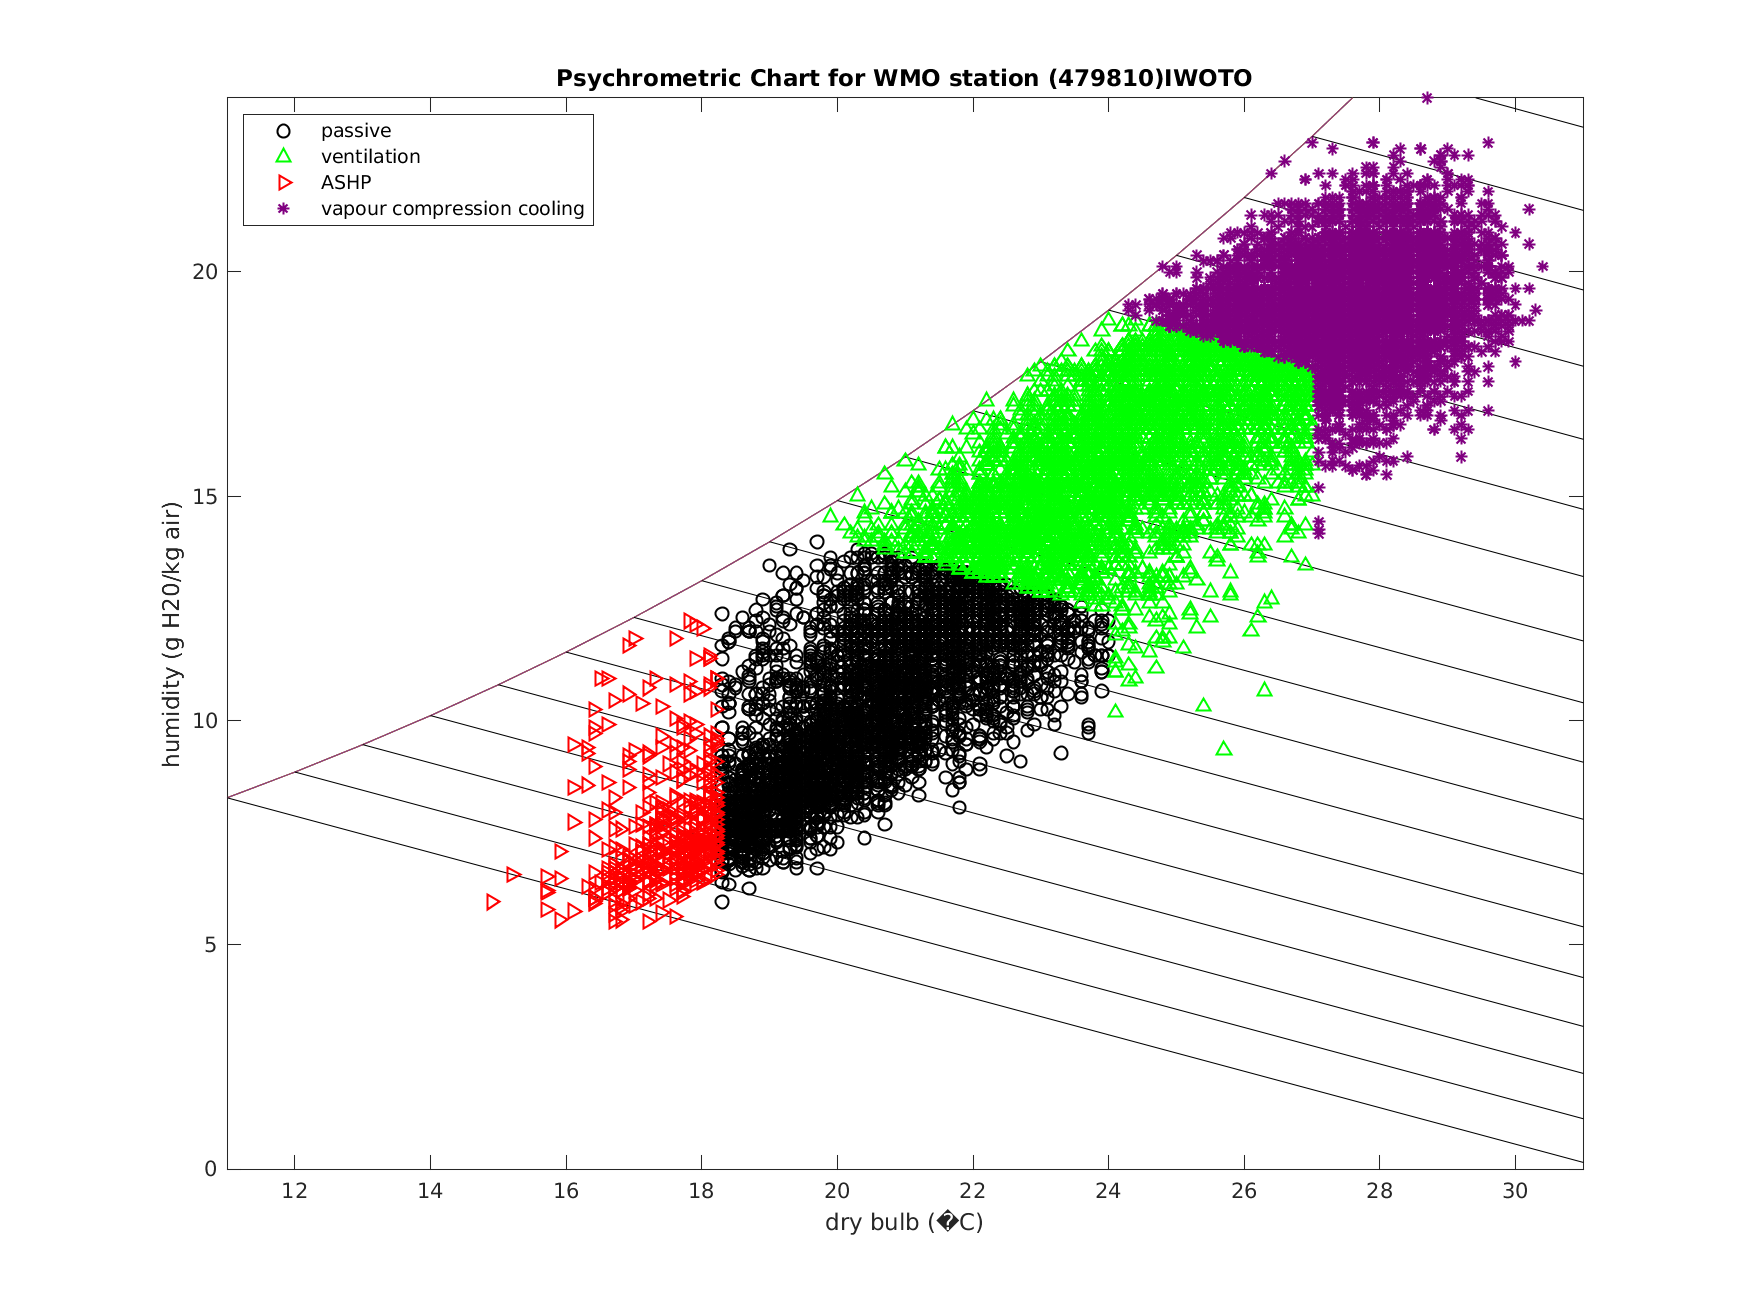 Psychrometric Chart for WMO station (479810)IWOTO
passive
ventilation
ASHP
vapour compression cooling
20
15
10
5
0
humidity (g H20/kg air)
12 14 16 18 20 22 24 26 28 30
dry bulb (�C)